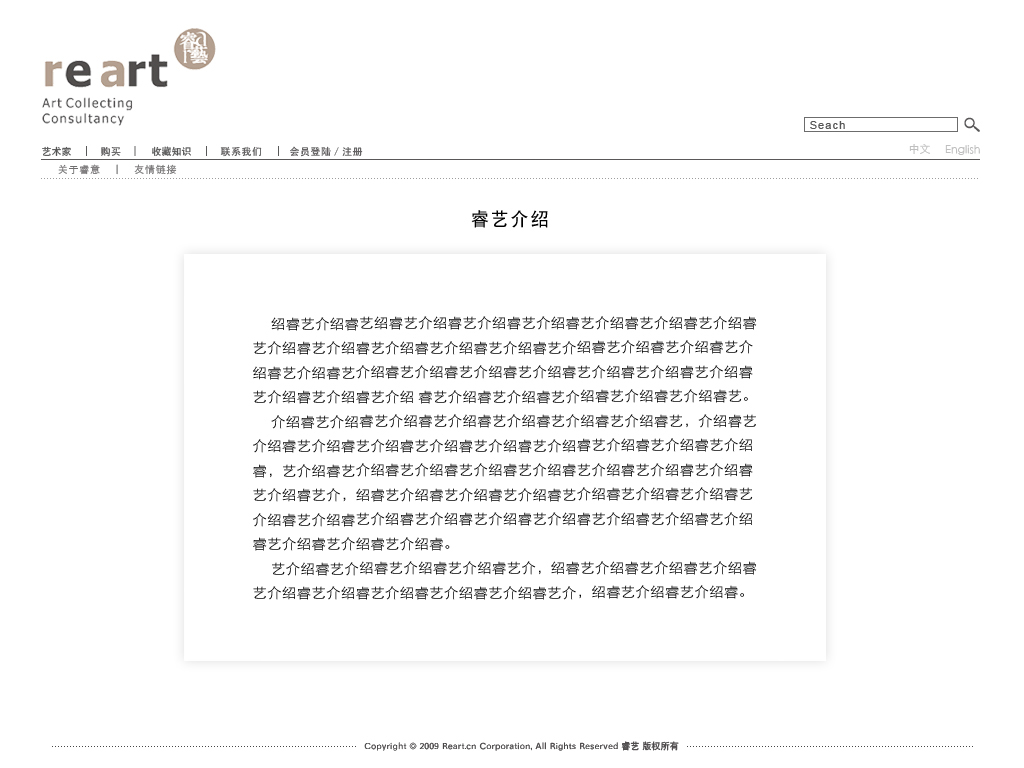 睿艺
re art
Art Collecting
Consultancy
Seach
艺术家 | 购买 | 收藏知识 | 联系我们 | 会员登陆 / 注册
中文 English
关于睿意 | 友情链接
睿艺介绍
绍睿艺介绍睿艺绍睿艺介绍睿艺介绍睿艺介绍睿艺介绍睿艺介绍睿艺介绍睿
艺介绍睿艺介绍睿艺介绍睿艺介绍睿艺介绍睿艺介绍睿艺介绍睿艺介绍睿艺介
绍睿艺介绍睿艺介绍睿艺介绍睿艺介绍睿艺介绍睿艺介绍睿艺介绍睿艺介绍睿
艺介绍睿艺介绍睿艺介绍 睿艺介绍睿艺介绍睿艺介绍睿艺介绍睿艺介绍睿艺。
介绍睿艺介绍睿艺介绍睿艺介绍睿艺介绍睿艺介绍睿艺介绍睿艺，介绍睿艺
介绍睿艺介绍睿艺介绍睿艺介绍睿艺介绍睿艺介绍睿艺介绍睿艺介绍睿艺介绍
睿，艺介绍睿艺介绍睿艺介绍睿艺介绍睿艺介绍睿艺介绍睿艺介绍睿艺介绍睿
艺介绍睿艺介，绍睿艺介绍睿艺介绍睿艺介绍睿艺介绍睿艺介绍睿艺介绍睿艺
介绍睿艺介绍睿艺介绍睿艺介绍睿艺介绍睿艺介绍睿艺介绍睿艺介绍睿艺介绍
睿艺介绍睿艺介绍睿艺介绍睿。
艺介绍睿艺介绍睿艺介绍睿艺介绍睿艺介，绍睿艺介绍睿艺介绍睿艺介绍睿
艺介绍睿艺介绍睿艺介绍睿艺介绍睿艺介绍睿艺介，绍睿艺介绍睿艺介绍睿。
Copyright © 2009 Reart.cn Corporation, All Rights Reserved 睿艺 版权所有